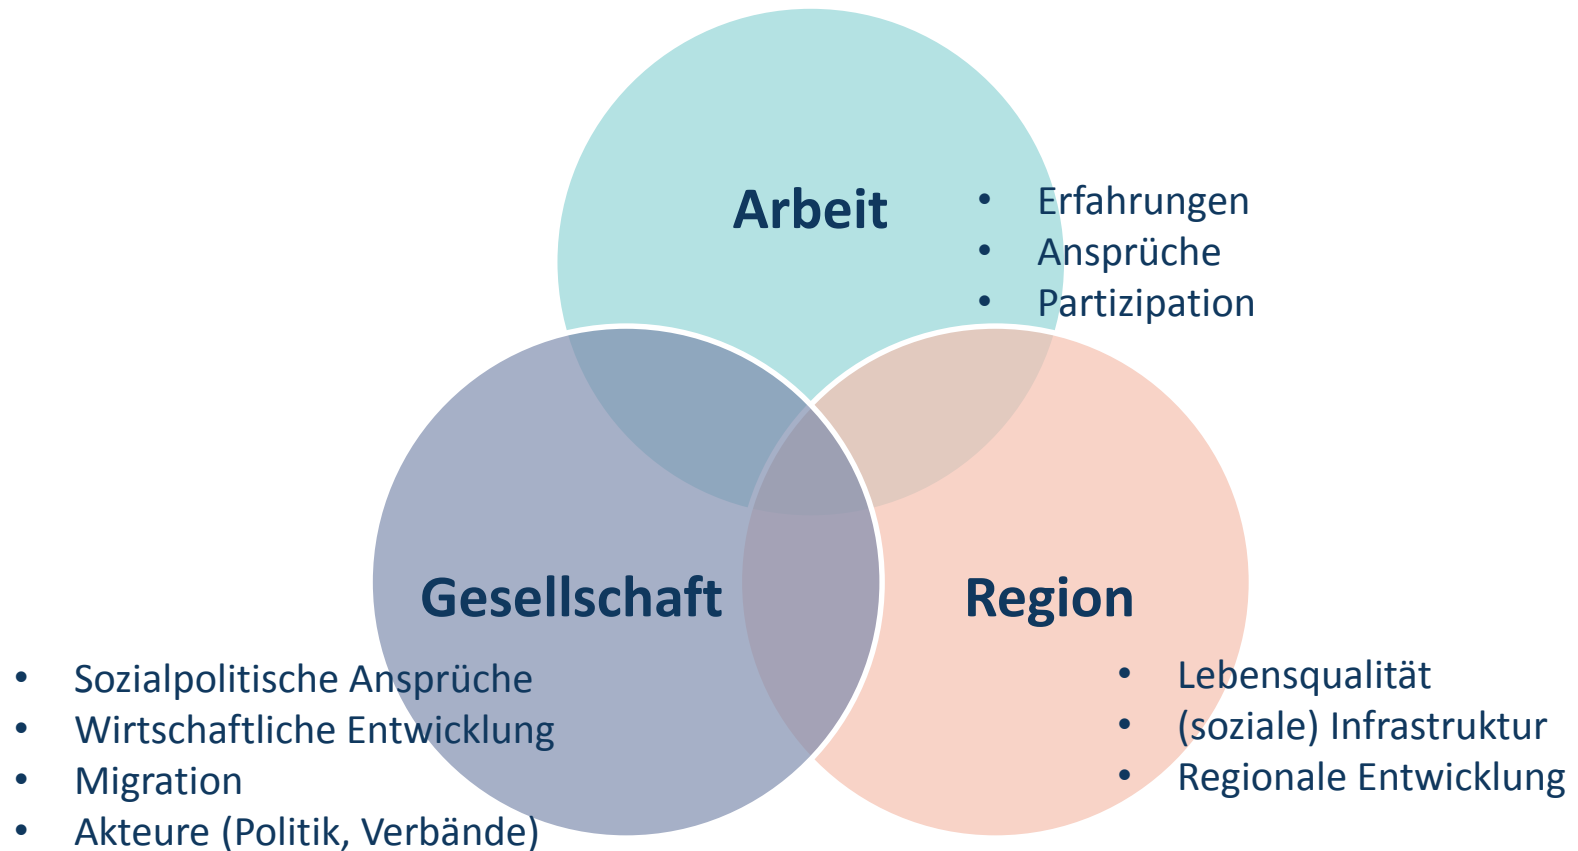 Arbeit
• Erfahrungen
• Ansprüche
• Partizipation
Gesellschaft
• Sozialpolitische Ansprüche
• Wirtschaftliche Entwicklung
• Migration
• Akteure (Politik, Verbände)
Region
• Lebensqualität
• (soziale) Infrastruktur
• Regionale Entwicklung